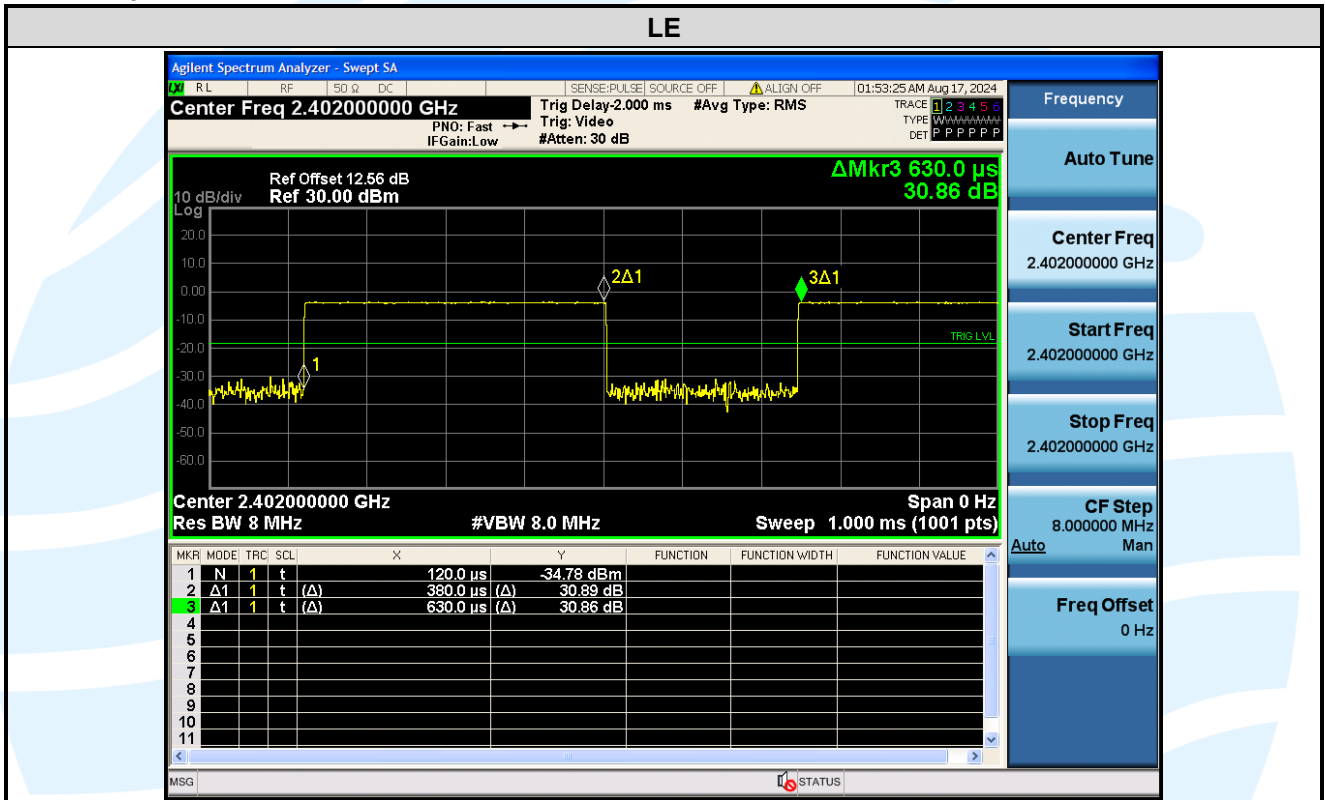 LE
Agilent Spectrum Analyzer - Swept SA
LXI RL RF 50 Ω DC SENSE:PULSE SOURCE OFF ALIGN OFF 01:53:25 AM Aug 17, 2024
Center Freq 2.402000000 GHz Trig Delay-2.000 ms #Avg Type: RMS TRACE 1 2 3 4 5 6
PNO: Fast Trig: Video TYPE W
IFGain:Low #Atten: 30 dB DET P P P P P P
Frequency
Auto Tune
Center Freq
2.402000000 GHz
Start Freq
2.402000000 GHz
Stop Freq
2.402000000 GHz
CF Step
8.000000 MHz
Auto Man
Freq Offset
0 Hz
ΔMkr3 630.0 µs
30.86 dB
Ref Offset 12.56 dB
10 dB/div Ref 30.00 dBm
Log
20.0
10.0
0.00
-10.0
-20.0
-30.0
-40.0
-50.0
-60.0
2Δ1
3Δ1
TRIG LVL
1
Center 2.402000000 GHz Span 0 Hz
Res BW 8 MHz #VBW 8.0 MHz Sweep 1.000 ms (1001 pts)
MKR MODE TRC SCL X Y FUNCTION FUNCTION WIDTH FUNCTION VALUE
1 N 1 t 120.0 µs -34.78 dBm
2 Δ1 1 t (Δ) 380.0 µs (Δ) 30.89 dB
3 Δ1 1 t (Δ) 630.0 µs (Δ) 30.86 dB
4
5
6
7
8
9
10
11
MSG STATUS